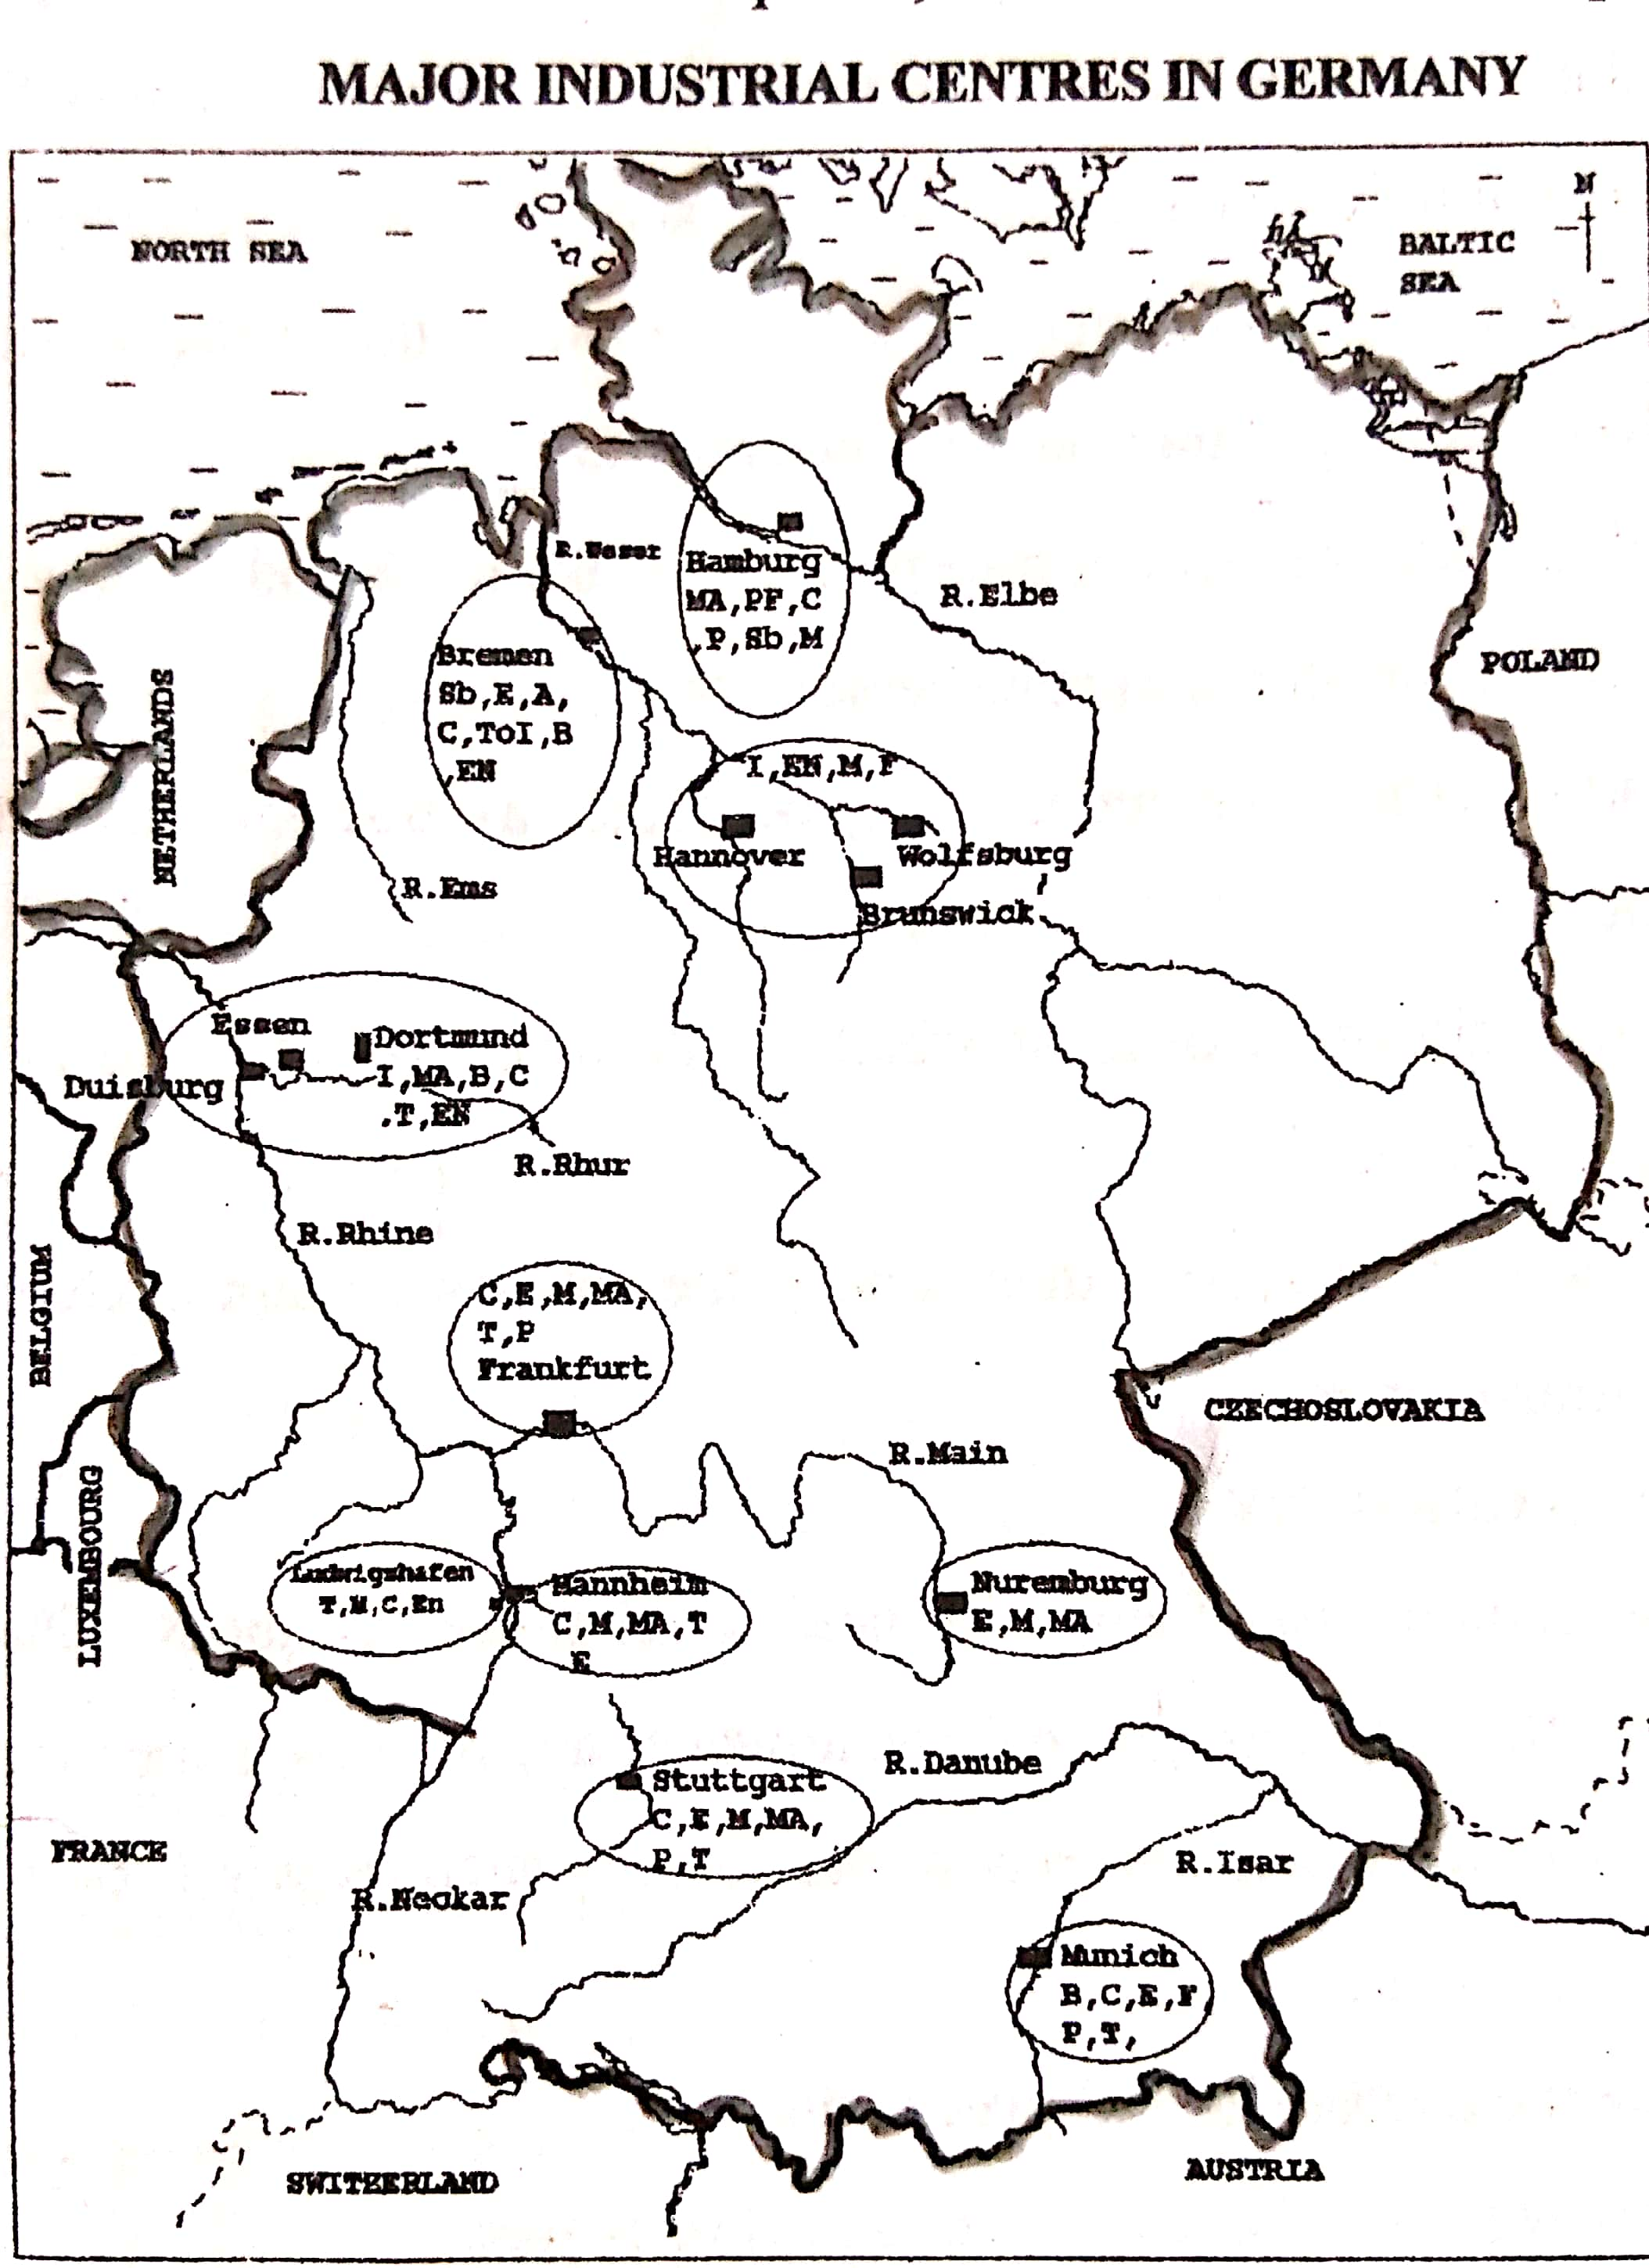 MAJOR INDUSTRIAL CENTRES IN GERMANY
N
NORTH SEA
BALTIC
SEA
R.Weser
Hamburg
MA,PF,C
,P,Sb,M
R.Elbe
Bremen
Sb,E,A,
C,ToI,B
,EN
POLAND
NETHERLANDS
I,EN,M,F
Hannover
Wolfsburg
Brunswick
R.Ems
Essen
Dortmund
Duisburg
I,MA,B,C
,T,EN
R.Rhur
R.Rhine
BELGIUM
C,E,M,MA,
T,P
Frankfurt
CZECHOSLOVAKIA
R.Main
LUXEMBOURG
Ludwigshafen
T,M,C,En
Mannheim
C,M,MA,T
E
Nuremburg
E,M,MA
Stuttgart
C,E,M,MA,
P,T
R.Danube
FRANCE
R.Isar
R.Neckar
Munich
B,C,E,F
P,T,
SWITZERLAND
AUSTRIA